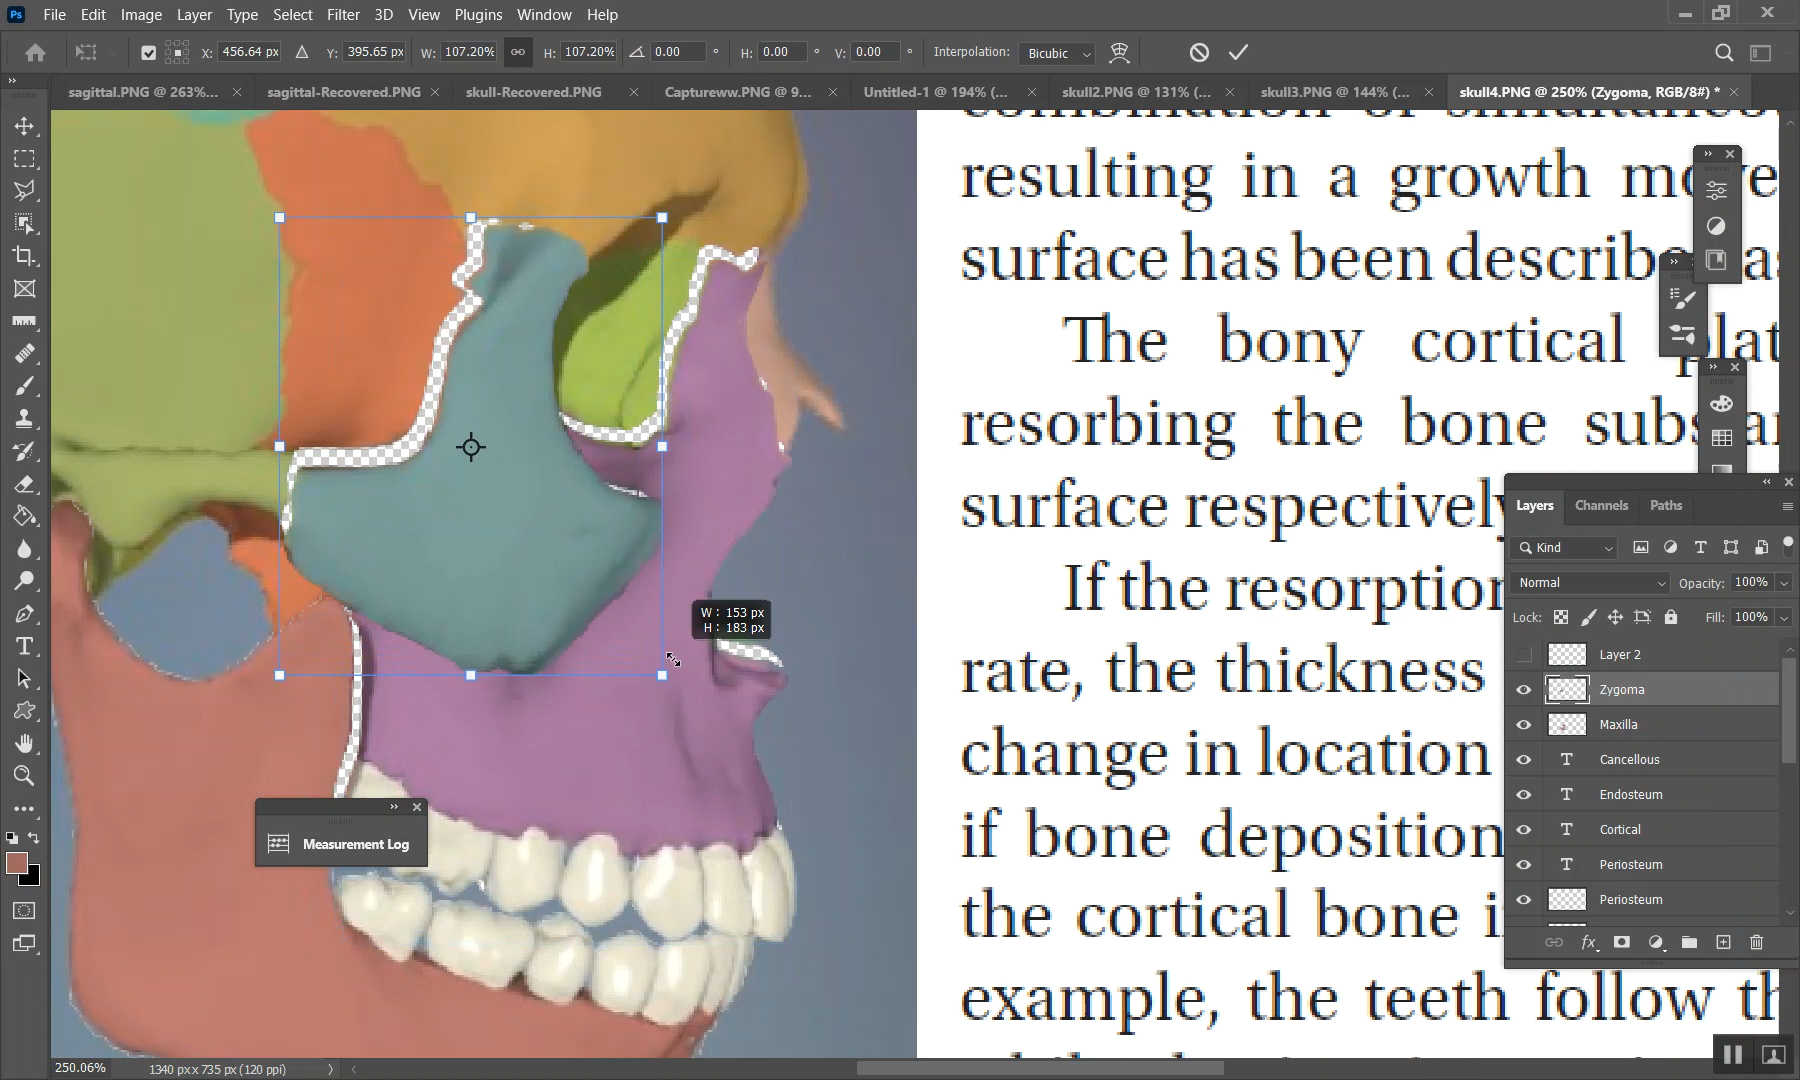 Ps File Edit Image Layer Type Select Filter 3D View Plugins Window Help
X: 456.64 px Y: 395.65 px W: 107.20% H: 107.20% 0.00 ° H: 0.00 ° V: 0.00 ° Interpolation: Bicubic
sagittal.PNG @ 263%... × sagittal-Recovered.PNG × skull-Recovered.PNG × Captureww.PNG @ 9... × Untitled-1 @ 194% (... × skull2.PNG @ 131% (... × skull3.PNG @ 144% (... × skull4.PNG @ 250% (Zygoma, RGB/8#) * ×
resulting in a growth move
surface has been describe as
The bony cortical plat
resorbing the bone substan
surface respectively
If the resorption
rate, the thickness
change in location
if bone deposition
the cortical bone i
example, the teeth follow th
W: 153 px
H: 183 px
Measurement Log
Layers Channels Paths
Kind
Normal Opacity: 100%
Lock: Fill: 100%
Layer 2
Zygoma
Maxilla
Cancellous
Endosteum
Cortical
Periosteum
Periosteum
250.06% 1340 px x 735 px (120 ppi)